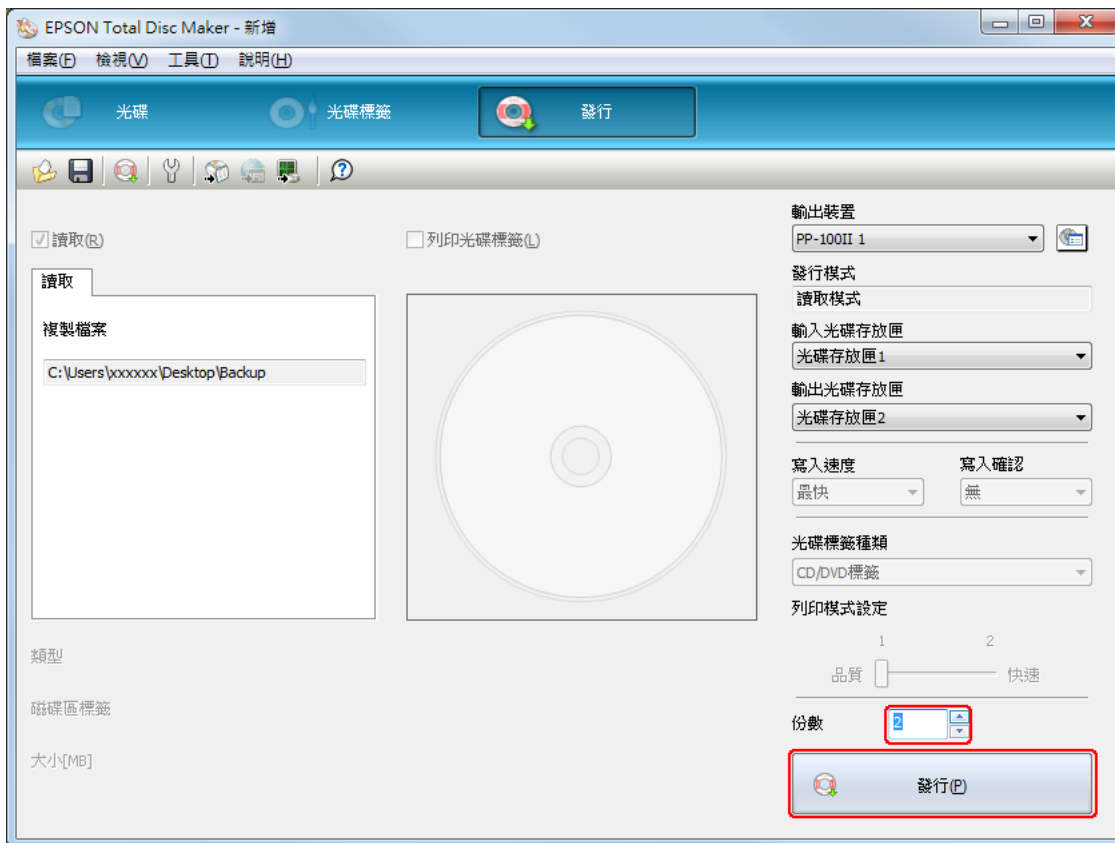 EPSON Total Disc Maker - 新增
檔案(F) 檢視(V) 工具(T) 說明(H)
光碟 光碟標籤 發行
讀取(R)
列印光碟標籤(L)
讀取
複製檔案
C:\Users\xxxxxx\Desktop\Backup
類型
磁碟區標籤
大小[MB]
輸出裝置
PP-100II 1
發行模式
讀取模式
輸入光碟存放匣
光碟存放匣1
輸出光碟存放匣
光碟存放匣2
寫入速度 寫入確認
最快 無
光碟標籤種類
CD/DVD標籤
列印模式設定
1 2
品質 快速
份數 2
發行(P)